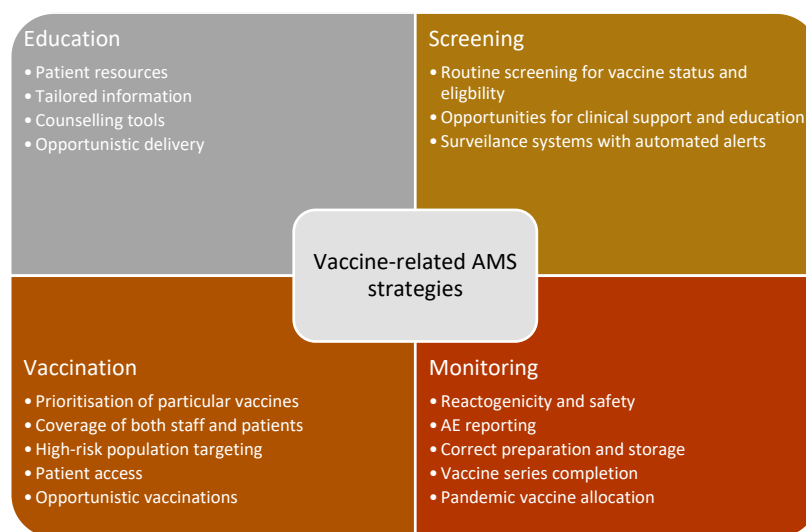 Education
• Patient resources
• Tailored information
• Counselling tools
• Opportunistic delivery
Screening
• Routine screening for vaccine status and
eligbility
• Opportunities for clinical support and education
• Surveilance systems with automated alerts
Vaccine-related AMS
strategies
Vaccination
• Prioritisation of particular vaccines
• Coverage of both staff and patients
• High-risk population targeting
• Patient access
• Opportunistic vaccinations
Monitoring
• Reactogenicity and safety
• AE reporting
• Correct preparation and storage
• Vaccine series completion
• Pandemic vaccine allocation